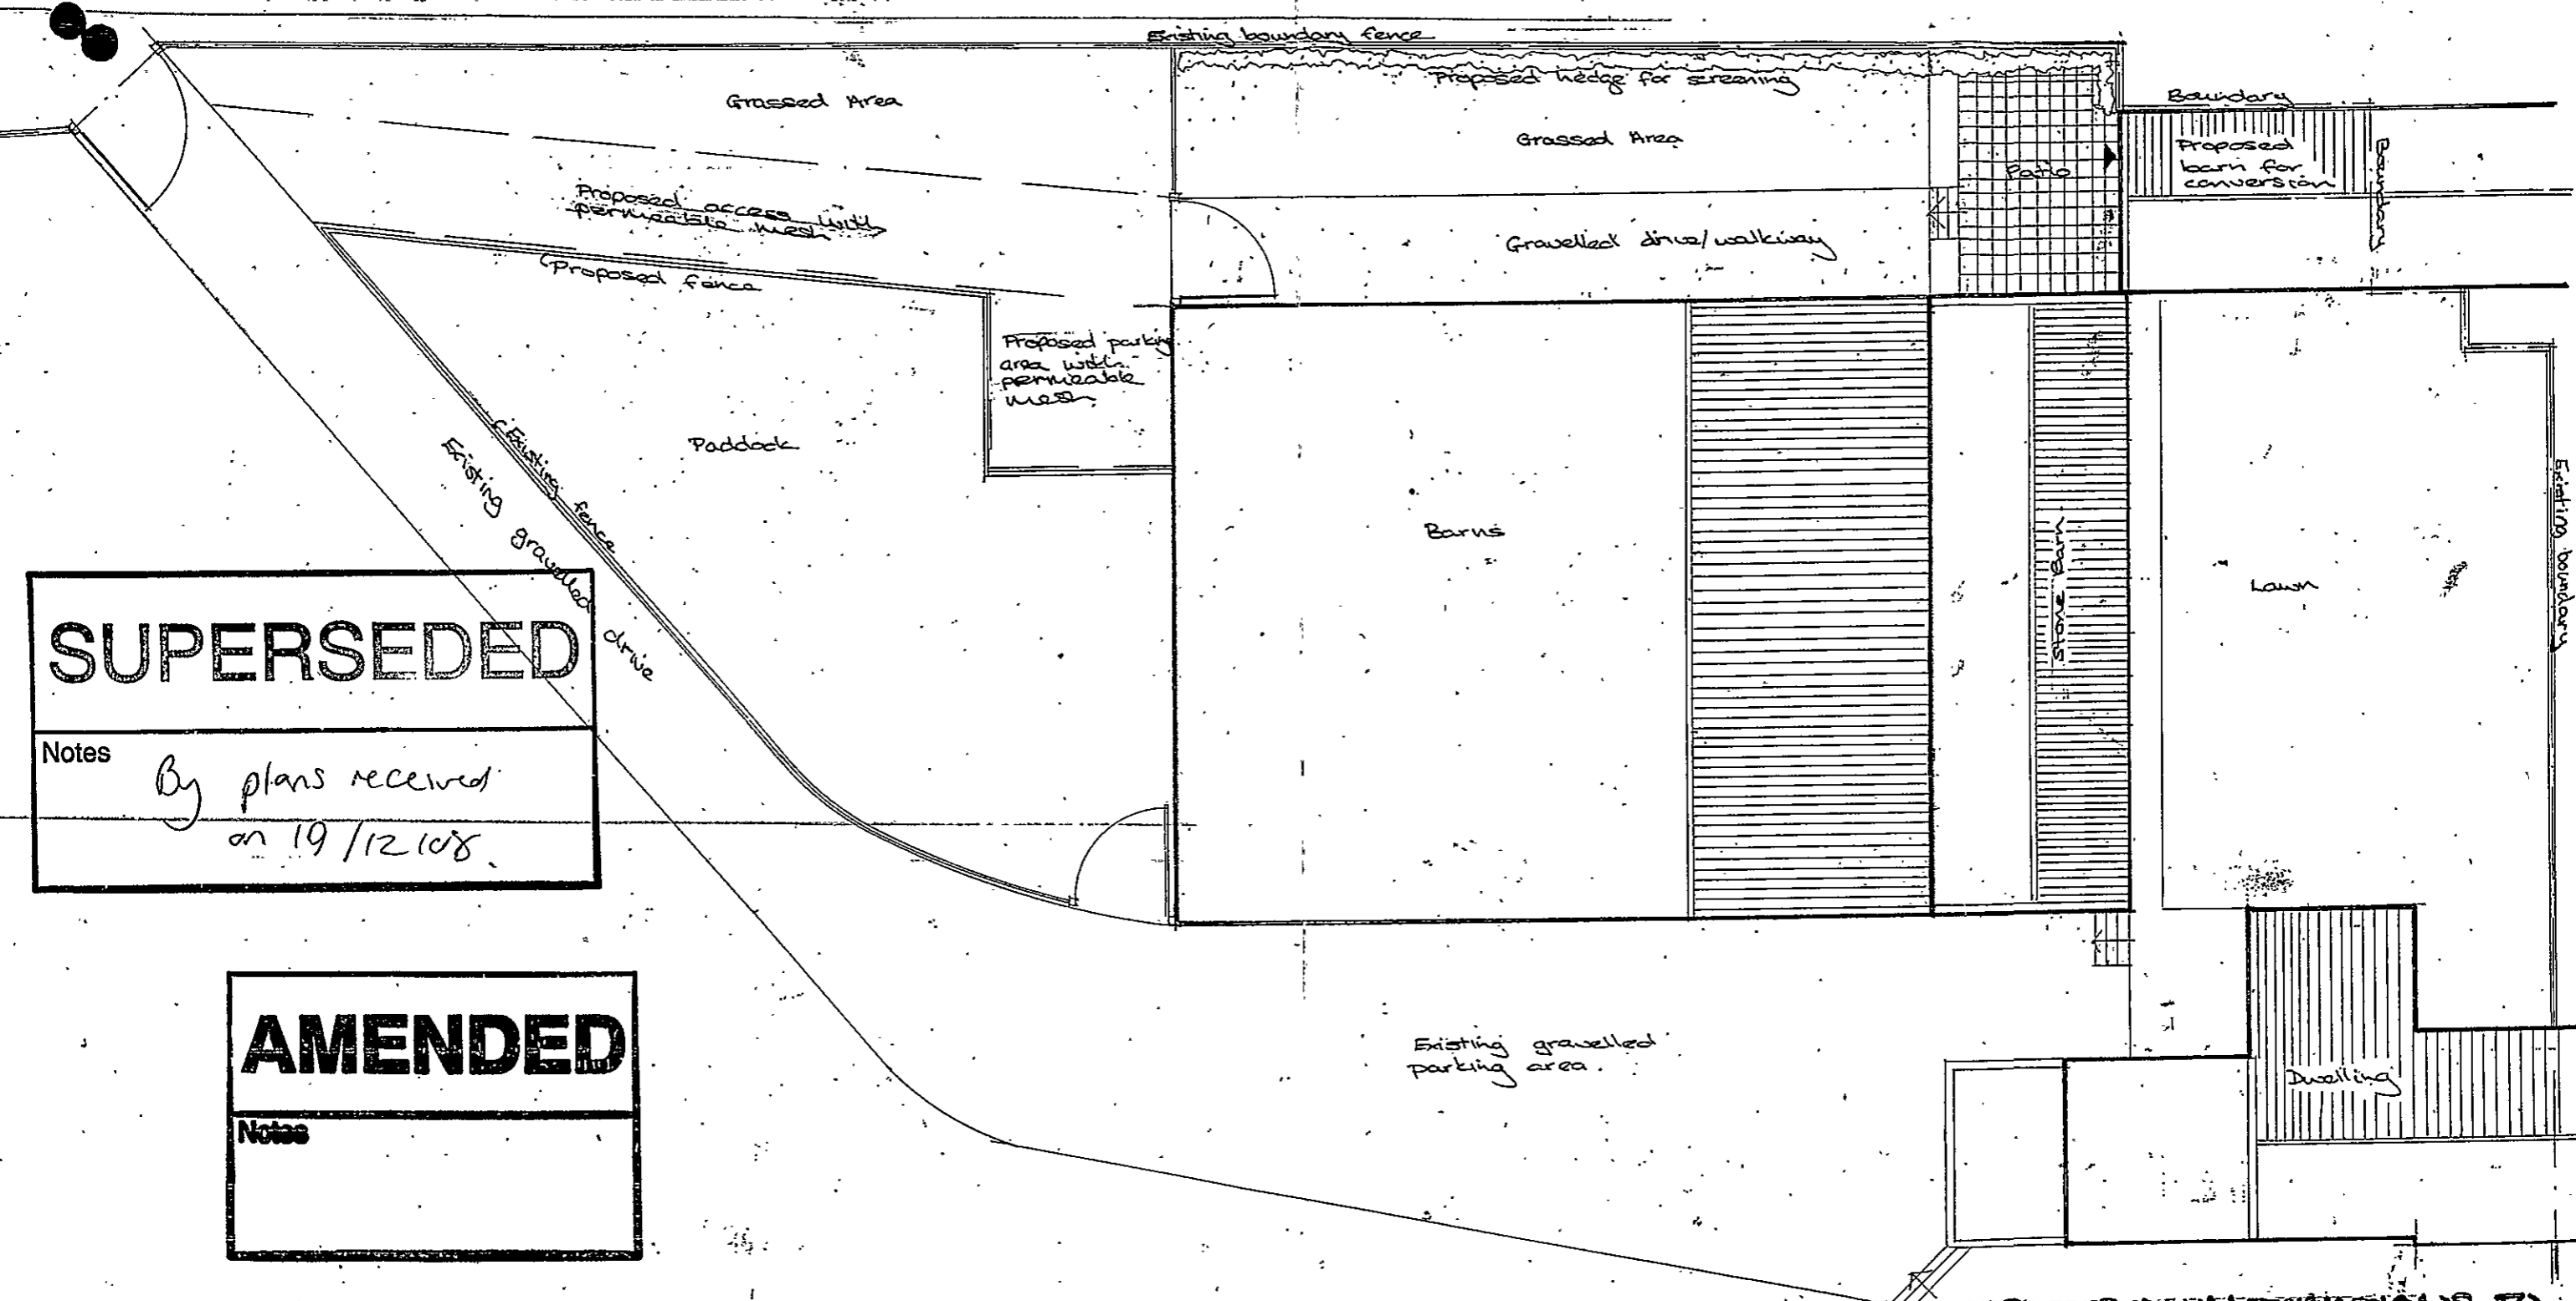 Existing boundary fence
Proposed hedge for screening
Grassed Area
Grassed Area
Boundary
Proposed
barn for
conversion
Boundary
Patio
Proposed access with
permeable mesh
Gravelled drive/walkway
Proposed fence
Proposed parking
area with
permeable
mesh
Paddock
Existing fence
Existing gravelled drive
Barns
Stone Barn
Lawn
Existing boundary
SUPERSEDED
Notes
By plans received
on 19/12/08.
AMENDED
Notes
Existing gravelled
parking area.
Dwelling